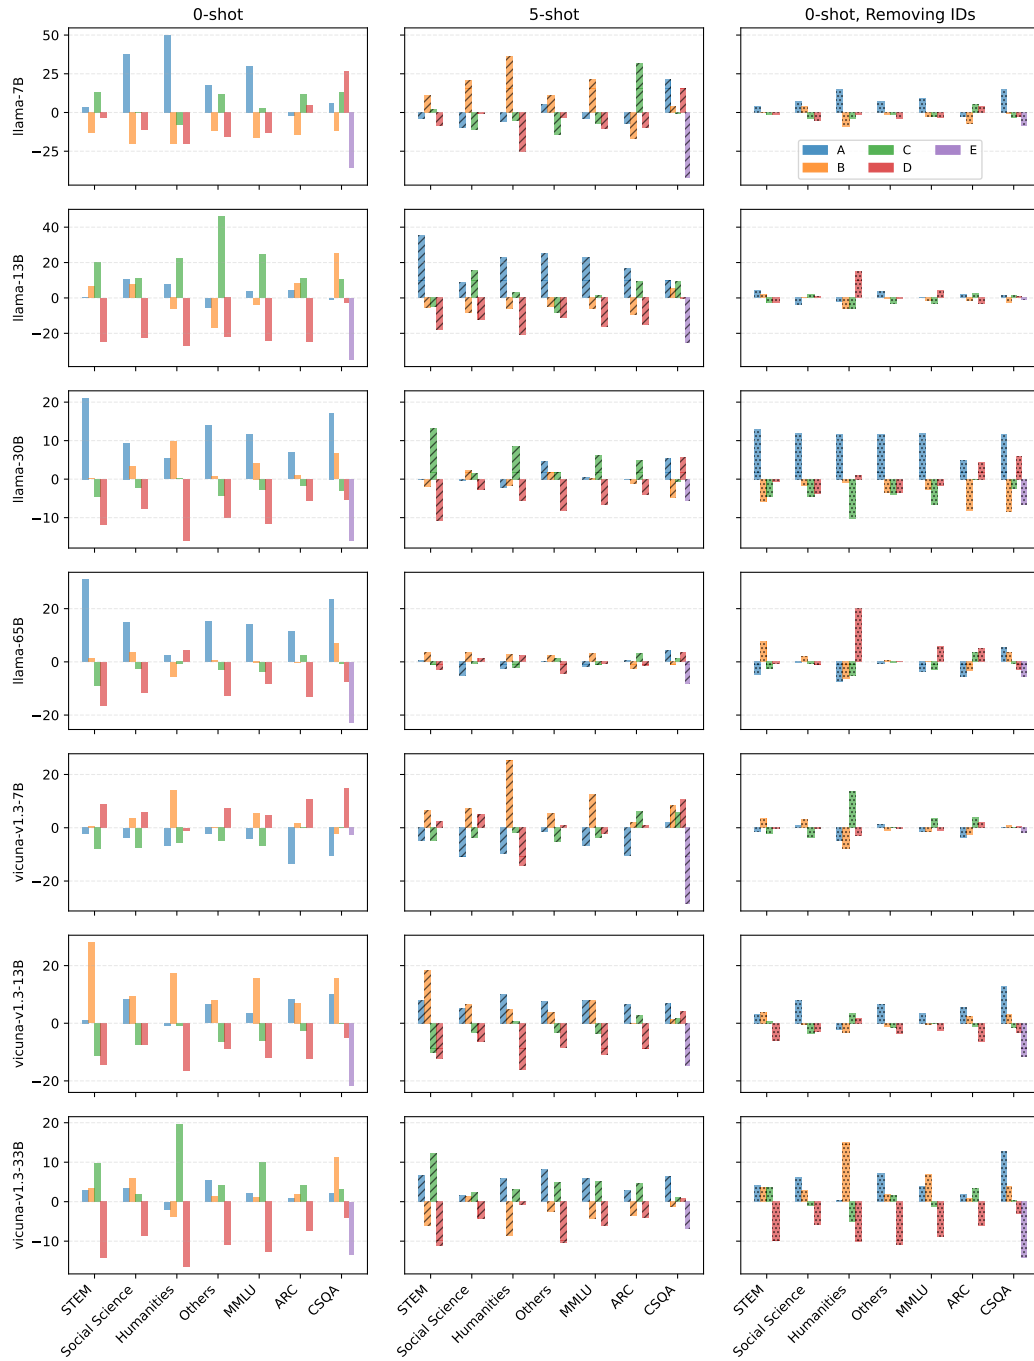 0-shot 5-shot 0-shot, Removing IDs
llama-7B
50
25
0
−25
A C E
B D
llama-13B
40
20
0
−20
llama-30B
20
10
0
−10
llama-65B
20
0
−20
vicuna-v1.3-7B
20
0
−20
vicuna-v1.3-13B
20
0
−20
vicuna-v1.3-33B
20
10
0
−10
STEM Social Science Humanities Others MMLU ARC CSQA STEM Social Science Humanities Others MMLU ARC CSQA STEM Social Science Humanities Others MMLU ARC CSQA